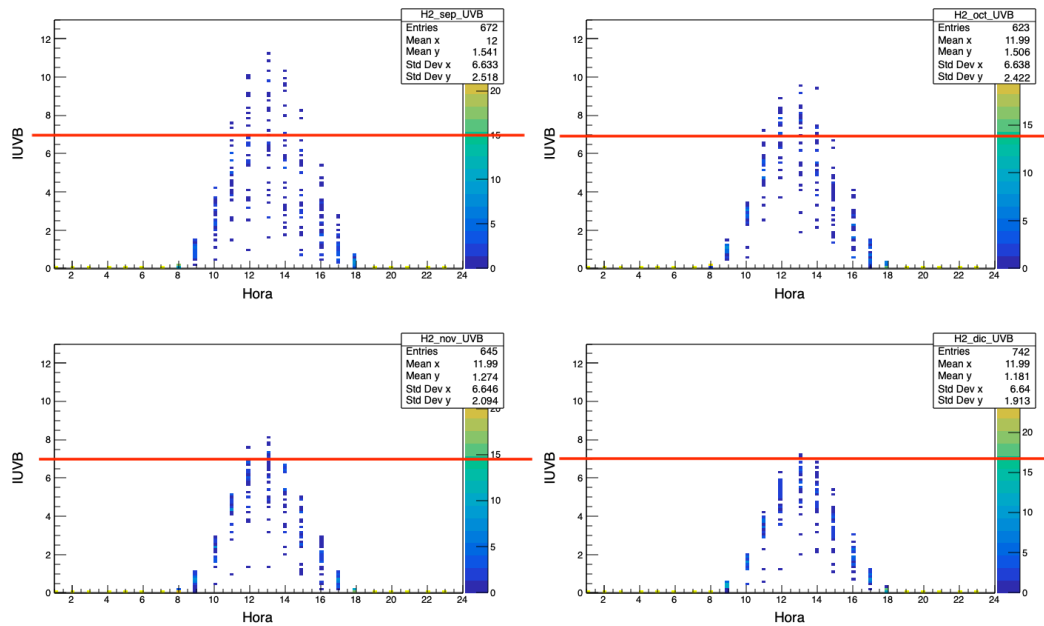 H2_sep_UVB
Entries 672
Mean x 12
Mean y 1.541
Std Dev x 6.633
Std Dev y 2.518
12
10
8
6
4
2
0
IUVB
2 4 6 8 10 12 14 16 18 20 22 24
Hora
20
15
10
5
0
H2_oct_UVB
Entries 623
Mean x 11.99
Mean y 1.506
Std Dev x 6.638
Std Dev y 2.422
12
10
8
6
4
2
0
IUVB
2 4 6 8 10 12 14 16 18 20 22 24
Hora
15
10
5
0
H2_nov_UVB
Entries 645
Mean x 11.99
Mean y 1.274
Std Dev x 6.646
Std Dev y 2.094
12
10
8
6
4
2
0
IUVB
2 4 6 8 10 12 14 16 18 20 22 24
Hora
20
15
10
5
0
H2_dic_UVB
Entries 742
Mean x 11.99
Mean y 1.181
Std Dev x 6.64
Std Dev y 1.913
12
10
8
6
4
2
0
IUVB
2 4 6 8 10 12 14 16 18 20 22 24
Hora
20
15
10
5
0